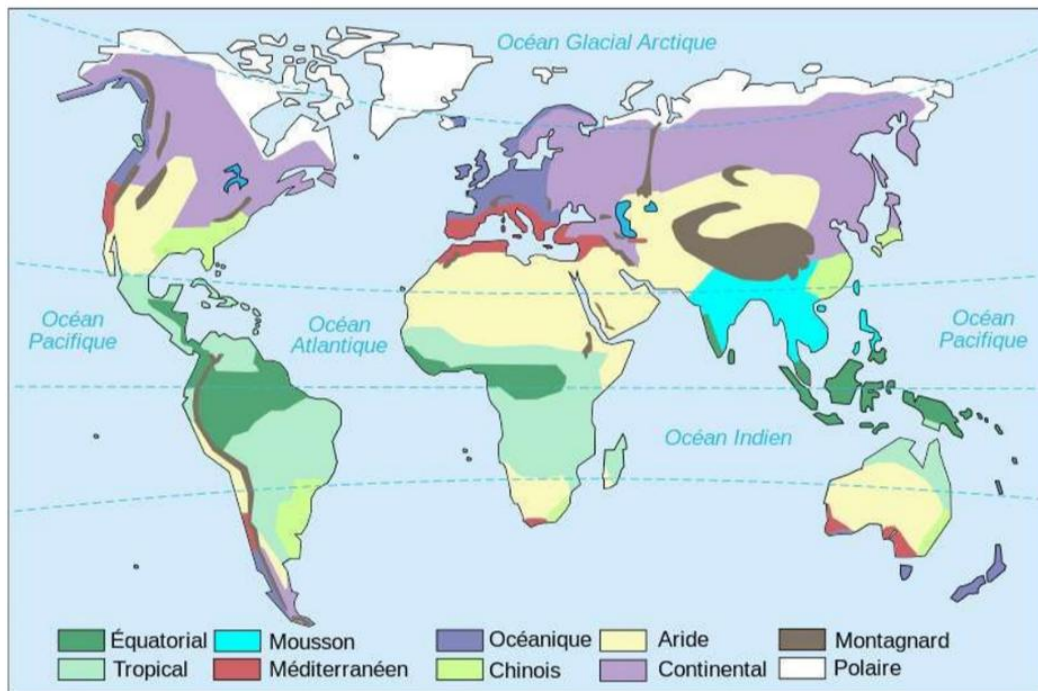 Océan Glacial Arctique
Océan
Pacifique
Océan
Atlantique
Océan
Pacifique
Océan Indien
Équatorial
Mousson
Océanique
Aride
Montagnard
Tropical
Méditerranéen
Chinois
Continental
Polaire